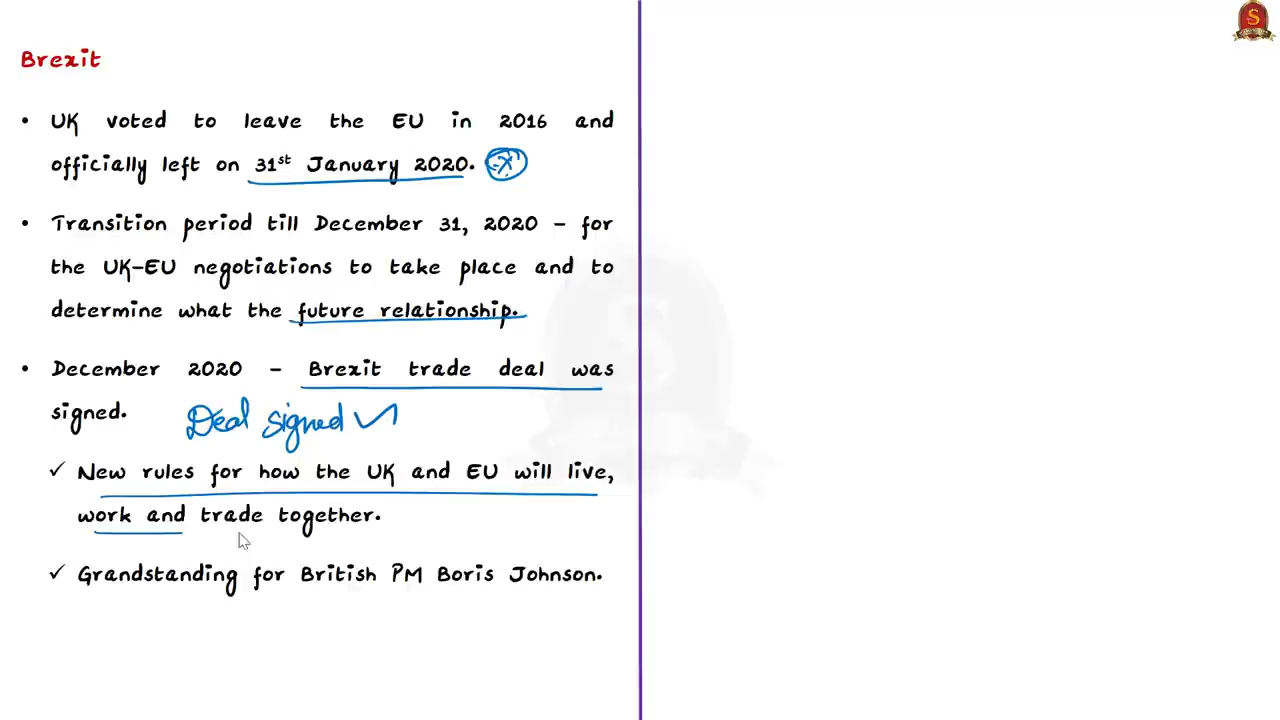 Brexit
• UK voted to leave the EU in 2016 and
officially left on 31st January 2020.
• Transition period till December 31, 2020 – for
the UK-EU negotiations to take place and to
determine what the future relationship.
• December 2020 – Brexit trade deal was
signed. Deal signed
✓ New rules for how the UK and EU will live,
work and trade together.
✓ Grandstanding for British PM Boris Johnson.
S